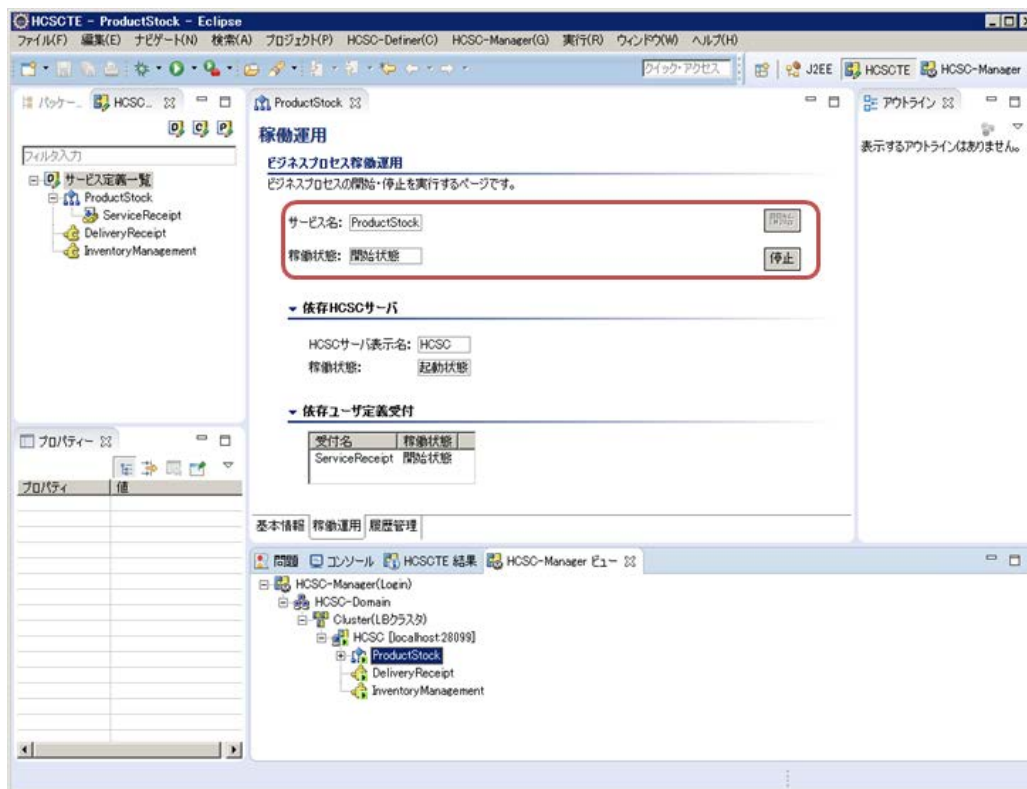 HCSCTE - ProductStock - Eclipse
ファイル(F) 編集(E) ナビゲート(N) 検索(A) プロジェクト(P) HCSC-Definer(C) HCSC-Manager(G) 実行(R) ウィンドウ(W) ヘルプ(H)
クイック・アクセス J2EE HCSCTE HCSC-Manager
パッケー.. HCSC..
フィルタ入力
サービス定義一覧
ProductStock
ServiceReceipt
DeliveryReceipt
InventoryManagement
プロパティー
プロパティ 値
ProductStock
稼働運用
ビジネスプロセス稼働運用
ビジネスプロセスの開始・停止を実行するページです。
サービス名: ProductStock
稼働状態: 開始状態 停止
依存HCSCサーバ
HCSCサーバ表示名: HCSC
稼働状態: 起動状態
依存ユーザ定義受付
受付名 稼働状態
ServiceReceipt 開始状態
基本情報 稼働運用 履歴管理
アウトライン
表示するアウトラインはありません。
問題 コンソール HCSCTE 結果 HCSC-Manager ビュー
HCSC-Manager(Login)
HCSC-Domain
Cluster(LBクラスタ)
HCSC [localhost:28099]
ProductStock
DeliveryReceipt
InventoryManagement